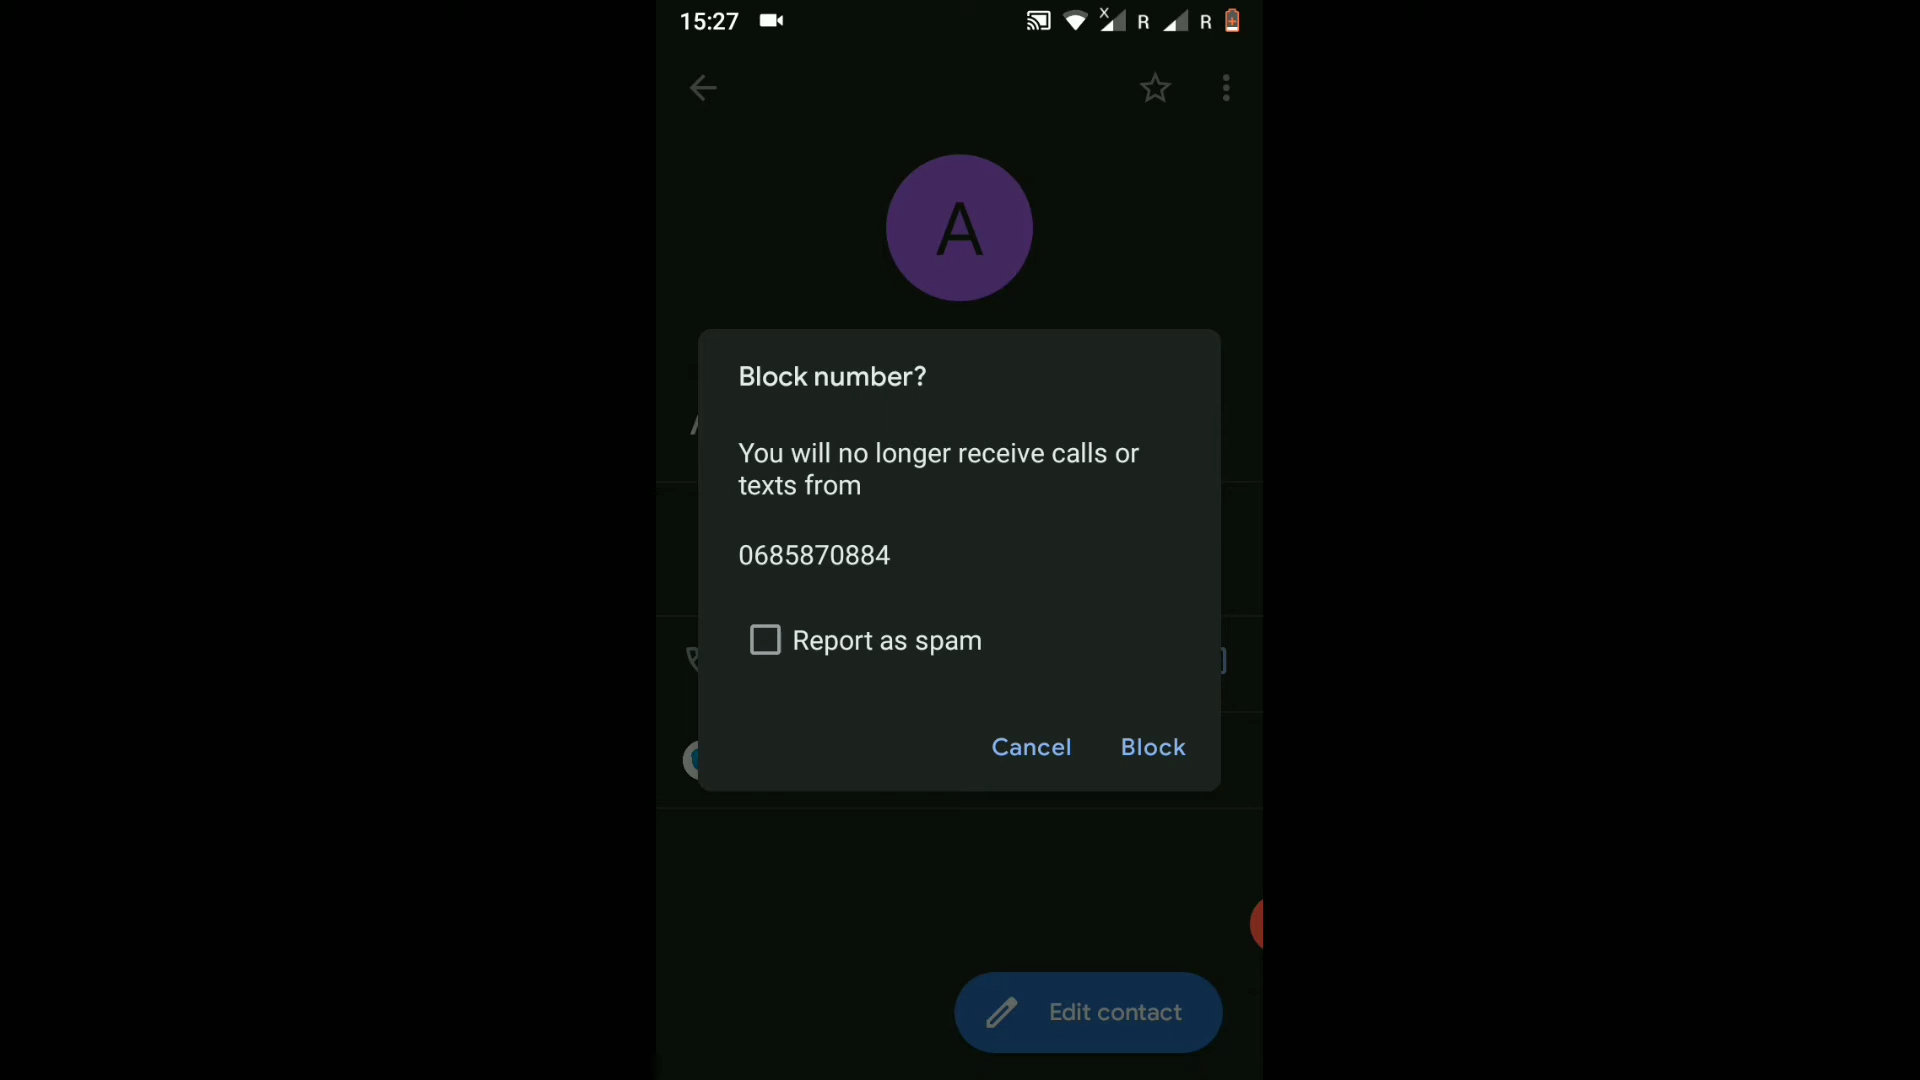 15:27
R
R
A
Block number?
You will no longer receive calls or
texts from
0685870884
Report as spam
Cancel Block
Edit contact